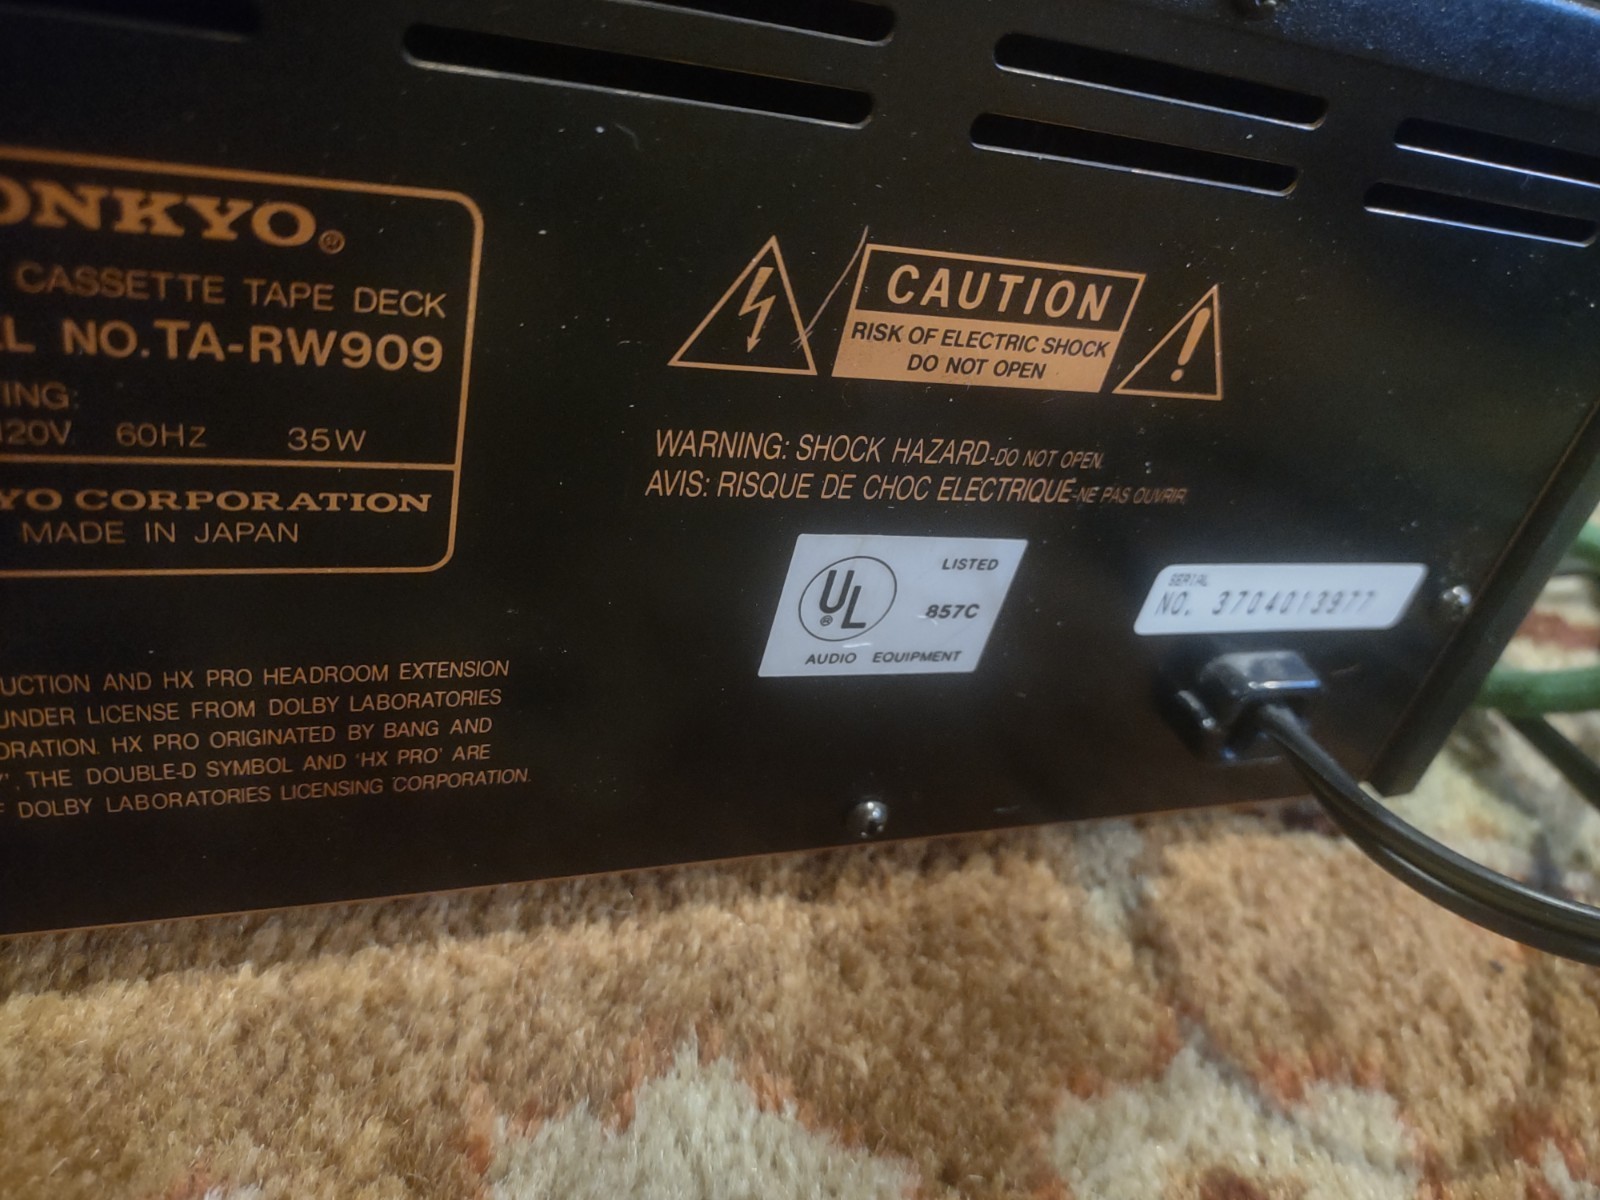 ONKYO®
CASSETTE TAPE DECK
NO. TA-RW909
ING:
120V 60HZ 35W
YO CORPORATION
MADE IN JAPAN
CAUTION
RISK OF ELECTRIC SHOCK
DO NOT OPEN
WARNING: SHOCK HAZARD-DO NOT OPEN.
AVIS: RISQUE DE CHOC ELECTRIQUE-NE PAS OUVRIR.
UL® LISTED
857C
AUDIO EQUIPMENT
SERIAL
NO. 3704013977
UCTION AND HX PRO HEADROOM EXTENSION
UNDER LICENSE FROM DOLBY LABORATORIES
ORATION. HX PRO ORIGINATED BY BANG AND
". THE DOUBLE-D SYMBOL AND 'HX PRO' ARE
F DOLBY LABORATORIES LICENSING CORPORATION.